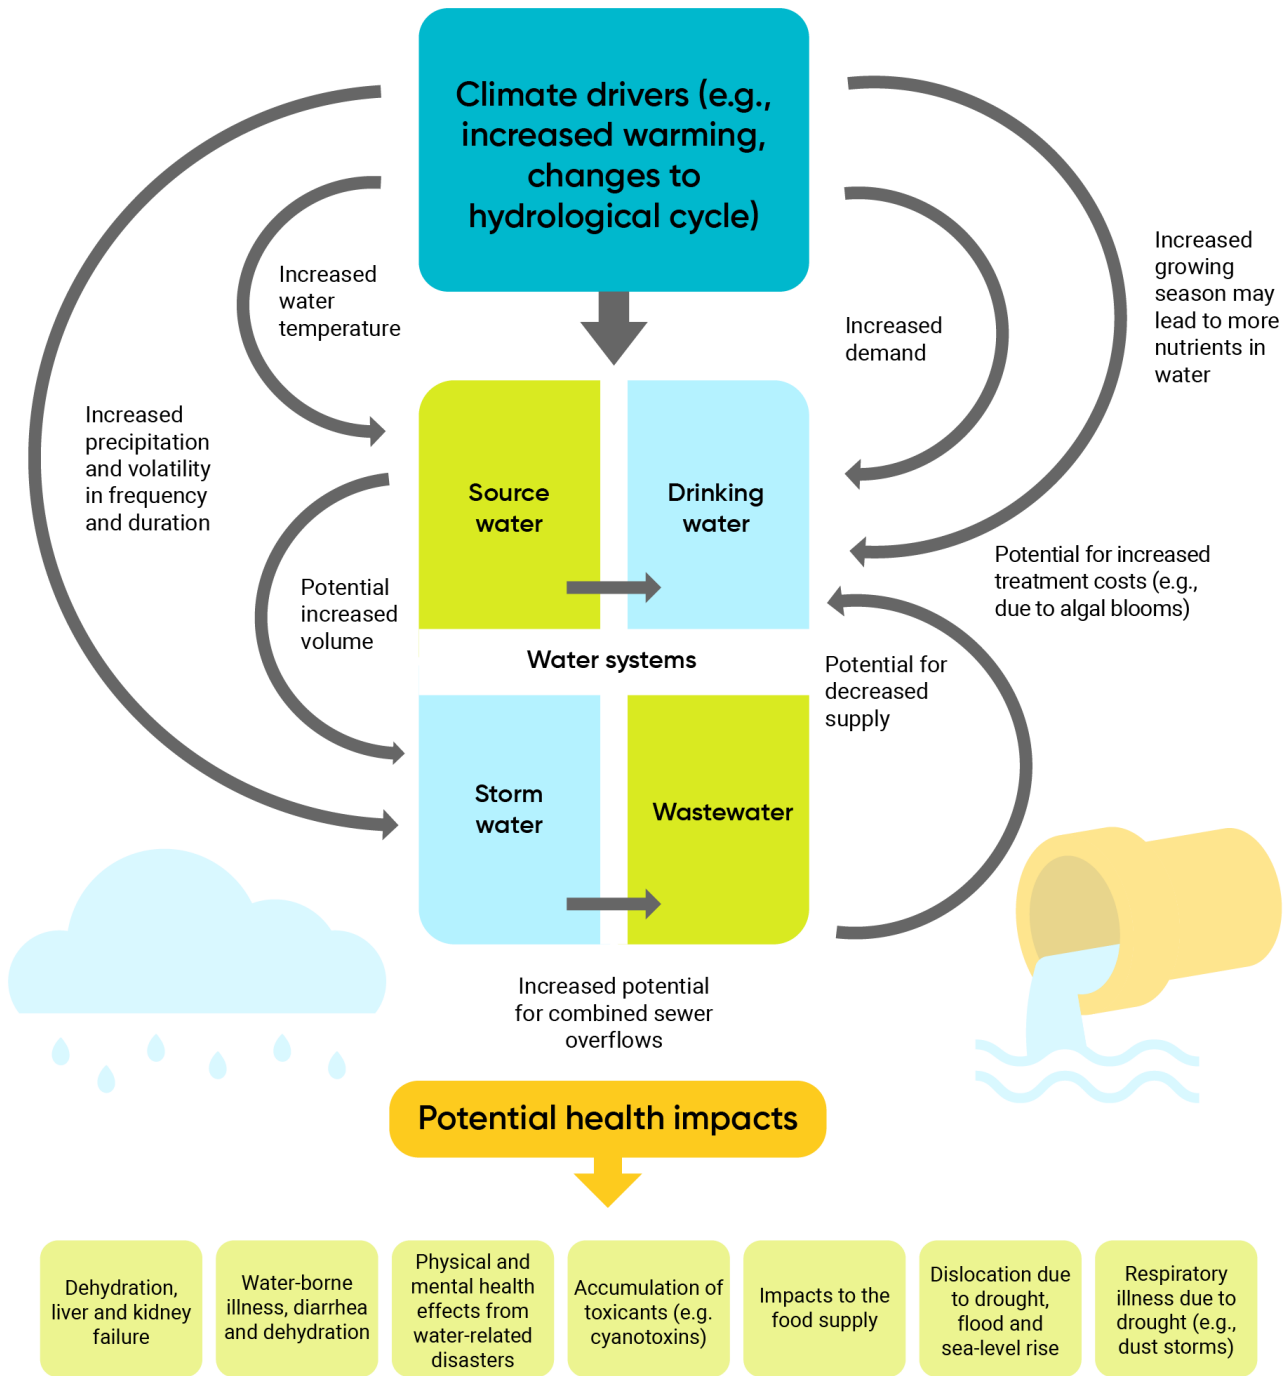 Climate drivers (e.g.,
increased warming,
changes to
hydrological cycle)
Increased
water
temperature
Increased
precipitation
and volatility
in frequency
and duration
Potential
increased
volume
Increased
demand
Increased
growing
season may
lead to more
nutrients in
water
Source
water
Drinking
water
Potential for increased
treatment costs (e.g.,
due to algal blooms)
Water systems
Potential for
decreased
supply
Storm
water
Wastewater
Increased potential
for combined sewer
overflows
Potential health impacts
Dehydration,
liver and kidney
failure
Water-borne
illness, diarrhea
and dehydration
Physical and
mental health
effects from
water-related
disasters
Accumulation of
toxicants (e.g.
cyanotoxins)
Impacts to the
food supply
Dislocation due
to drought,
flood and
sea-level rise
Respiratory
illness due to
drought (e.g.,
dust storms)